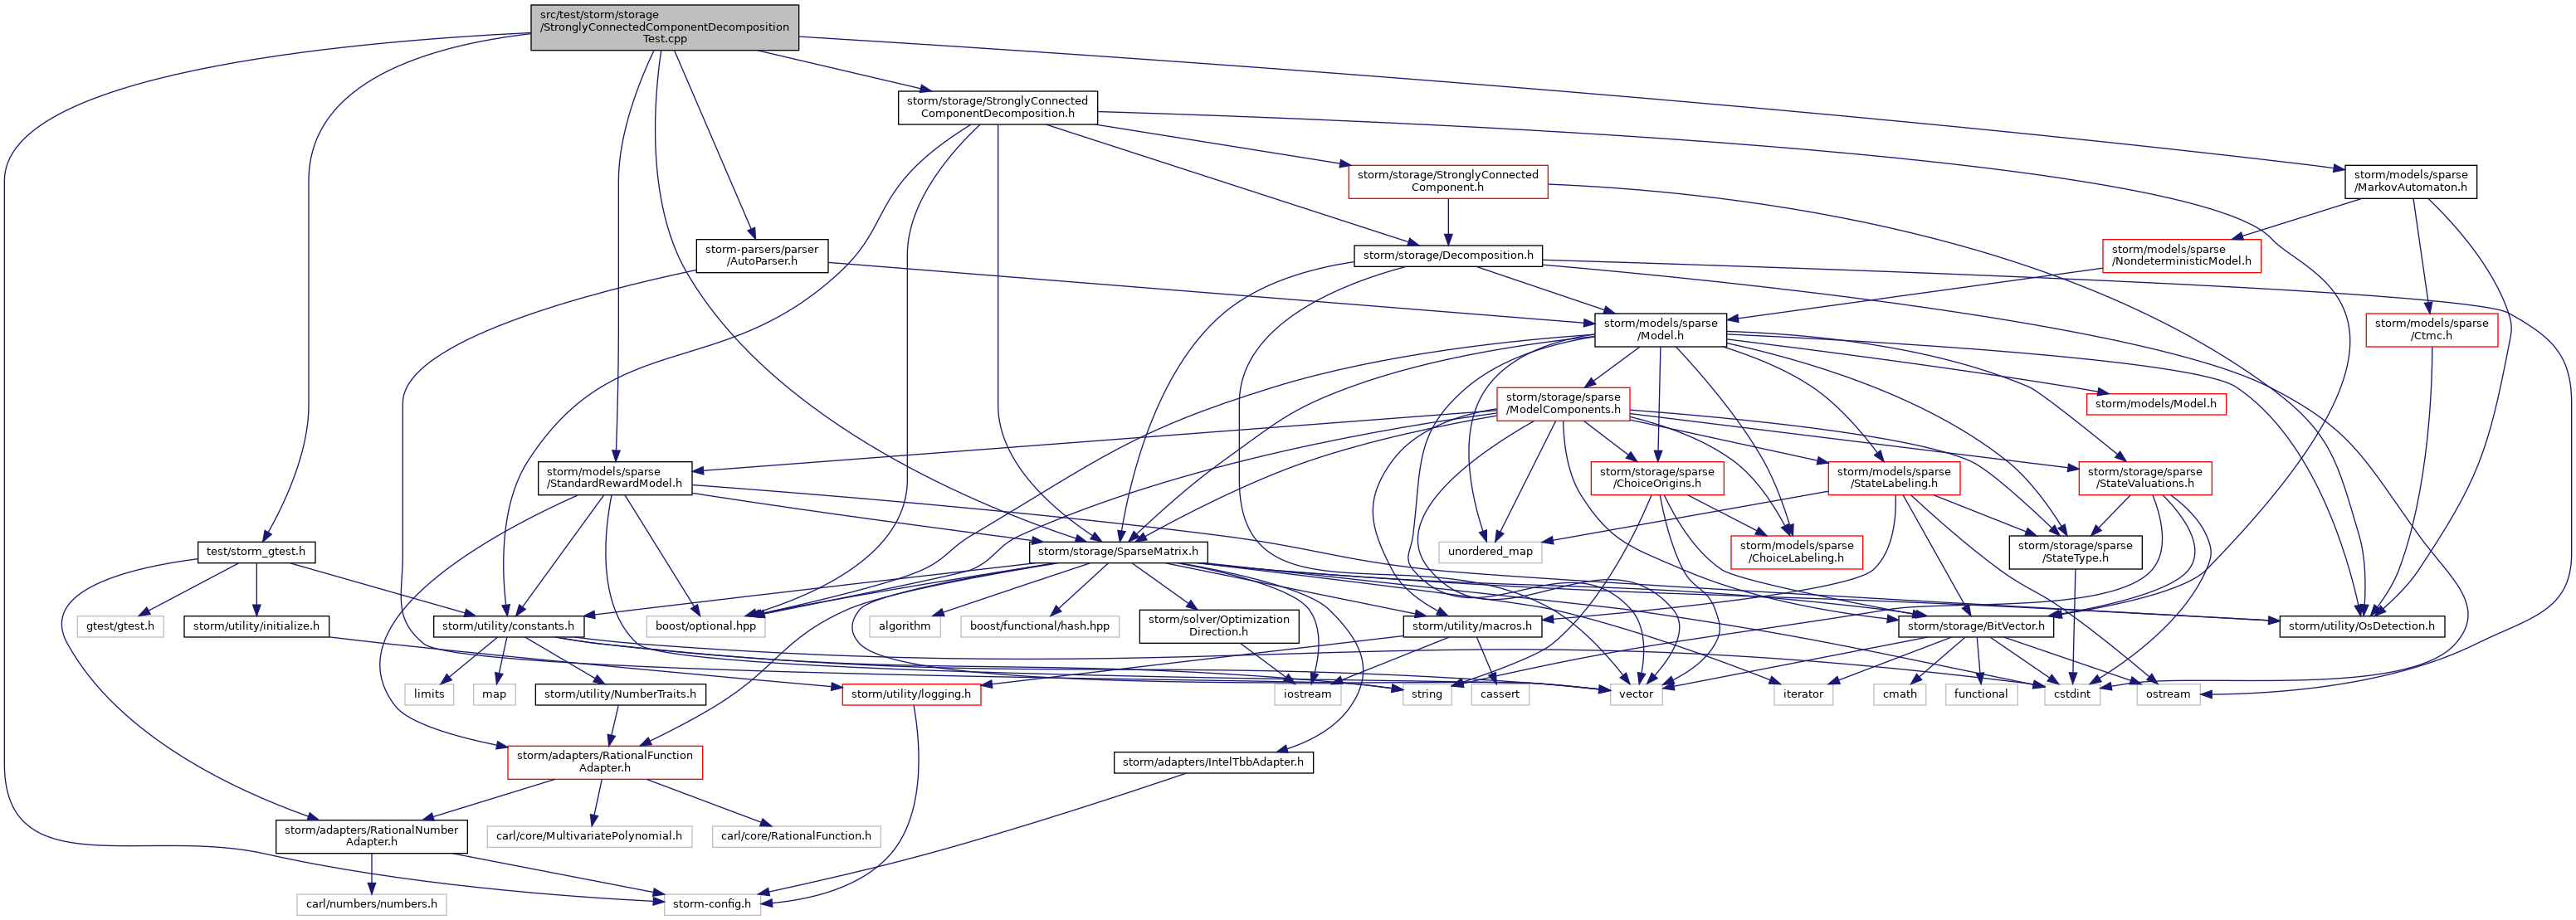 src/test/storm/storage
/StronglyConnectedComponentDecomposition
Test.cpp
storm/storage/StronglyConnected
ComponentDecomposition.h
storm/storage/StronglyConnected
Component.h
storm/models/sparse
/MarkovAutomaton.h
storm-parsers/parser
/AutoParser.h
storm/storage/Decomposition.h
storm/models/sparse
/NondeterministicModel.h
storm/models/sparse
/Model.h
storm/models/sparse
/Ctmc.h
storm/storage/sparse
/ModelComponents.h
storm/models/Model.h
storm/models/sparse
/StandardRewardModel.h
storm/storage/sparse
/ChoiceOrigins.h
storm/models/sparse
/StateLabeling.h
storm/storage/sparse
/StateValuations.h
test/storm_gtest.h
storm/storage/SparseMatrix.h
unordered_map
storm/models/sparse
/ChoiceLabeling.h
storm/storage/sparse
/StateType.h
gtest/gtest.h
storm/utility/initialize.h
storm/utility/constants.h
boost/optional.hpp
algorithm
boost/functional/hash.hpp
storm/solver/Optimization
Direction.h
storm/utility/macros.h
storm/storage/BitVector.h
storm/utility/OsDetection.h
limits
map
storm/utility/NumberTraits.h
storm/utility/logging.h
iostream
string
cassert
vector
iterator
cmath
functional
cstdint
ostream
storm/adapters/RationalFunction
Adapter.h
storm/adapters/IntelTbbAdapter.h
storm/adapters/RationalNumber
Adapter.h
carl/core/MultivariatePolynomial.h
carl/core/RationalFunction.h
carl/numbers/numbers.h
storm-config.h